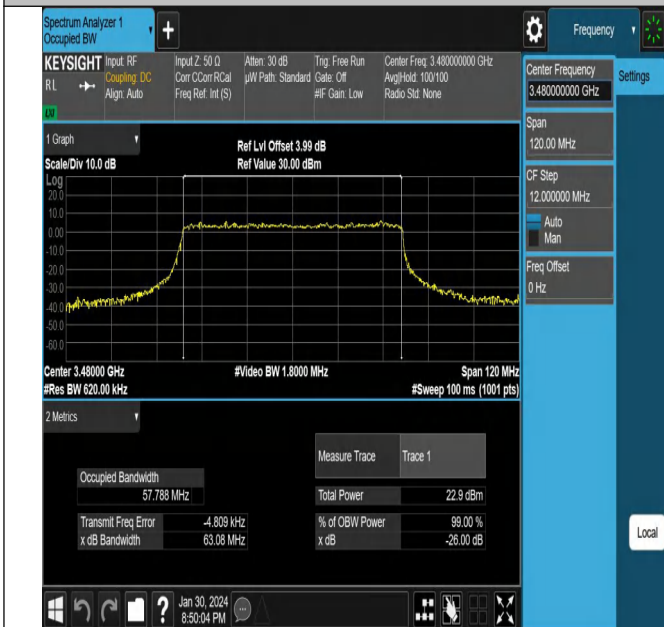 Spectrum Analyzer 1
Occupied BW
+
Frequency
KEYSIGHT
RL
LXI
Input: RF
Coupling: DC
Align: Auto
Input Z: 50 Ω
Corr CCorr RCal
Freq Ref: Int (S)
Atten: 30 dB
µW Path: Standard
Trig: Free Run
Gate: Off
#IF Gain: Low
Center Freq: 3.480000000 GHz
Avg|Hold: 100/100
Radio Std: None
Center Frequency
3.480000000 GHz
Settings
Span
120.00 MHz
CF Step
12.000000 MHz
Auto
Man
Freq Offset
0 Hz
Local
1 Graph
Scale/Div 10.0 dB
Ref Lvl Offset 3.99 dB
Ref Value 30.00 dBm
Log
20.0
10.0
0.00
-10.0
-20.0
-30.0
-40.0
-50.0
-60.0
Center 3.48000 GHz
#Video BW 1.8000 MHz
Span 120 MHz
#Res BW 620.00 kHz
#Sweep 100 ms (1001 pts)
2 Metrics
Measure Trace Trace 1
Occupied Bandwidth
57.788 MHz
Total Power 22.9 dBm
Transmit Freq Error -4.809 kHz
% of OBW Power 99.00 %
x dB Bandwidth 63.08 MHz
x dB -26.00 dB
?
Jan 30, 2024
8:50:04 PM